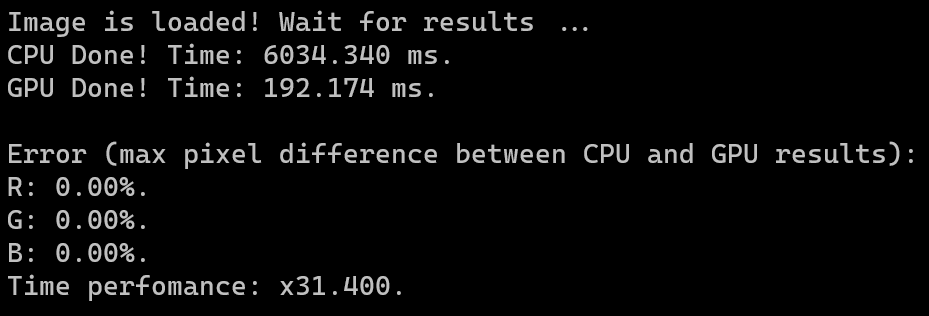 Image is loaded! Wait for results ...
CPU Done! Time: 6034.340 ms.
GPU Done! Time: 192.174 ms.
Error (max pixel difference between CPU and GPU results):
R: 0.00%.
G: 0.00%.
B: 0.00%.
Time perfomance: x31.400.